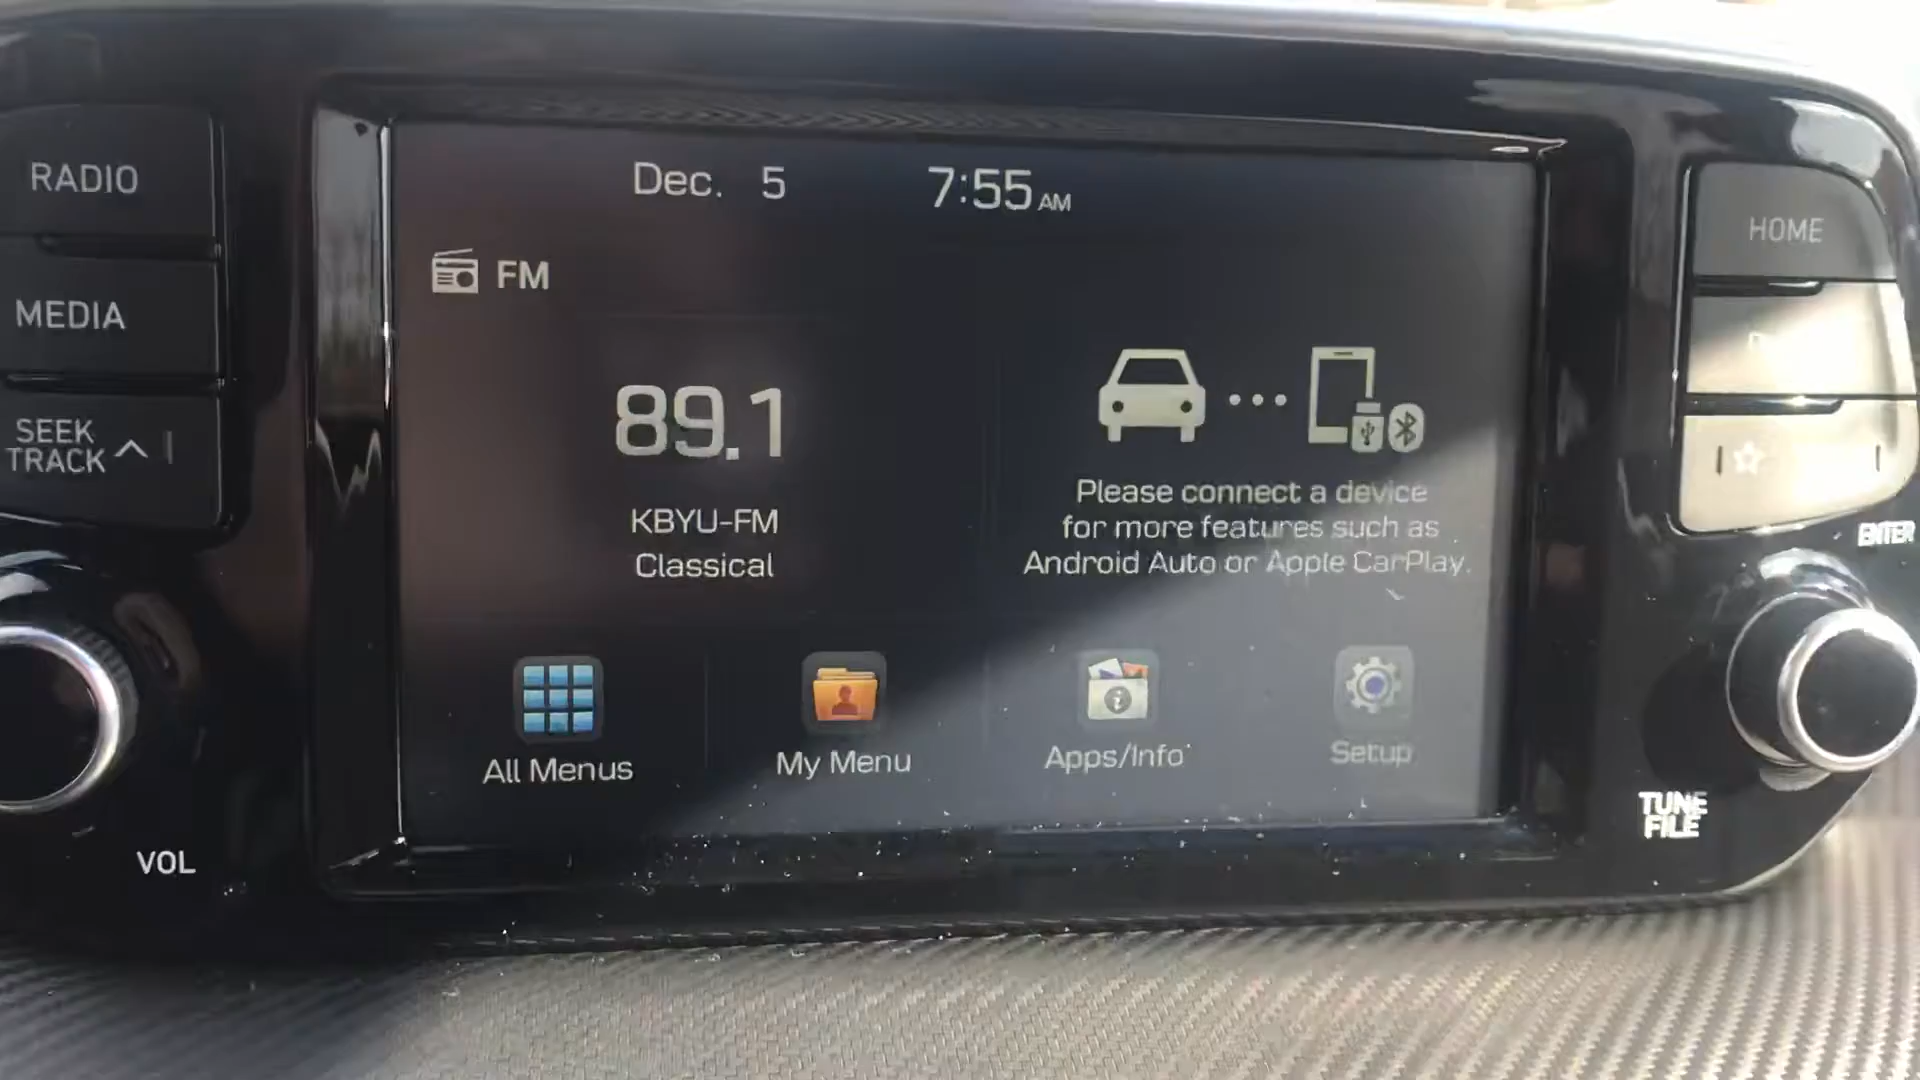 RADIO
MEDIA
SEEK
TRACK
VOL
Dec. 5 7:55 AM
FM
89.1
KBYU-FM
Classical
Please connect a device
for more features such as
Android Auto or Apple CarPlay.
All Menus
My Menu
Apps/Info
Setup
HOME
ENTER
TUNE
FILE